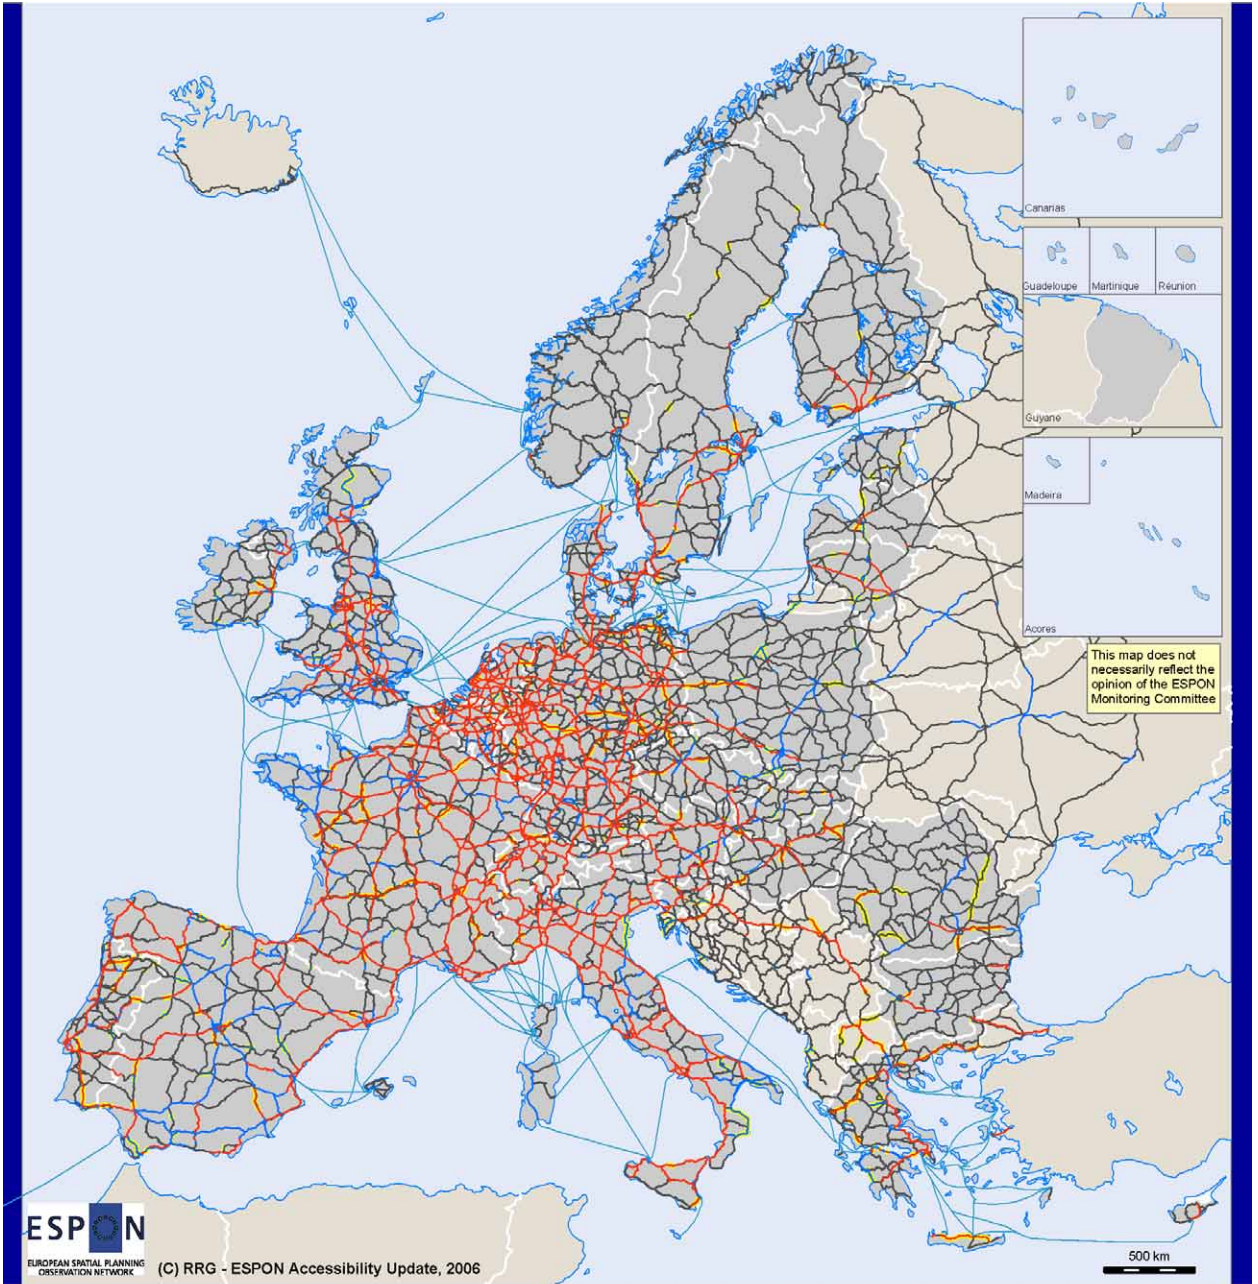 Canarias
Guadeloupe
Martinique
Réunion
Guyane
Madeira
Acores
This map does not
necessarily reflect the
opinion of the ESPON
Monitoring Committee
ESPON
EUROPEAN SPATIAL PLANNING
OBSERVATION NETWORK
(C) RRG - ESPON Accessibility Update, 2006
500 km